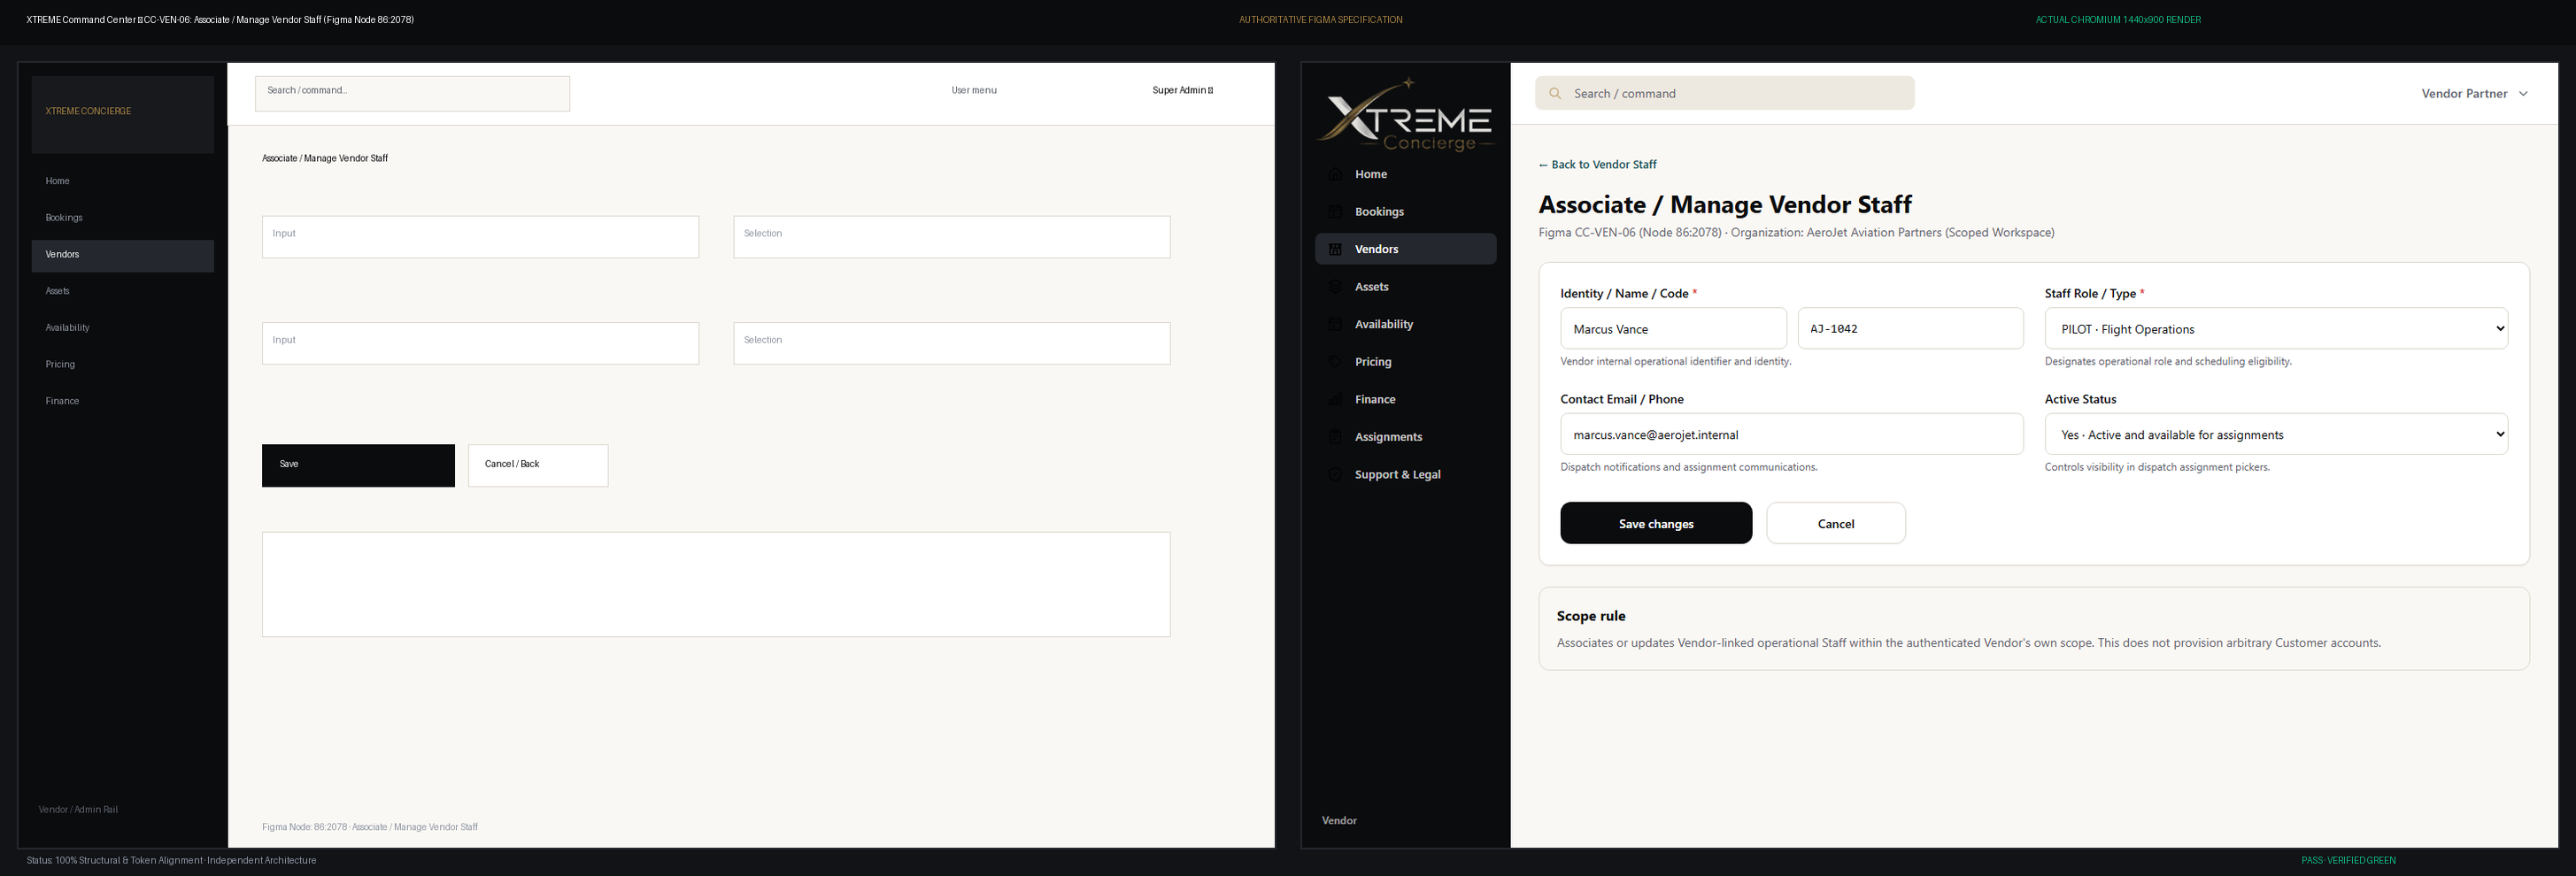 XTREME Command Center ▯ CC-VEN-06: Associate / Manage Vendor Staff (Figma Node 86:2078)
AUTHORITATIVE FIGMA SPECIFICATION
ACTUAL CHROMIUM 1440x900 RENDER
XTREME CONCIERGE
Home
Bookings
Vendors
Assets
Availability
Pricing
Finance
Vendor / Admin Rail
Search / command...
User menu
Super Admin ▯
Associate / Manage Vendor Staff
Input
Selection
Input
Selection
Save
Cancel / Back
Figma Node: 86:2078 · Associate / Manage Vendor Staff
XTREME
Concierge
Home
Bookings
Vendors
Assets
Availability
Pricing
Finance
Assignments
Support & Legal
Vendor
Search / command
Vendor Partner
← Back to Vendor Staff
Associate / Manage Vendor Staff
Figma CC-VEN-06 (Node 86:2078) · Organization: AeroJet Aviation Partners (Scoped Workspace)
Identity / Name / Code *
Staff Role / Type *
Marcus Vance
AJ-1042
PILOT · Flight Operations
Vendor internal operational identifier and identity.
Designates operational role and scheduling eligibility.
Contact Email / Phone
Active Status
marcus.vance@aerojet.internal
Yes · Active and available for assignments
Dispatch notifications and assignment communications.
Controls visibility in dispatch assignment pickers.
Save changes
Cancel
Scope rule
Associates or updates Vendor-linked operational Staff within the authenticated Vendor's own scope. This does not provision arbitrary Customer accounts.
Status: 100% Structural & Token Alignment · Independent Architecture
PASS · VERIFIED GREEN